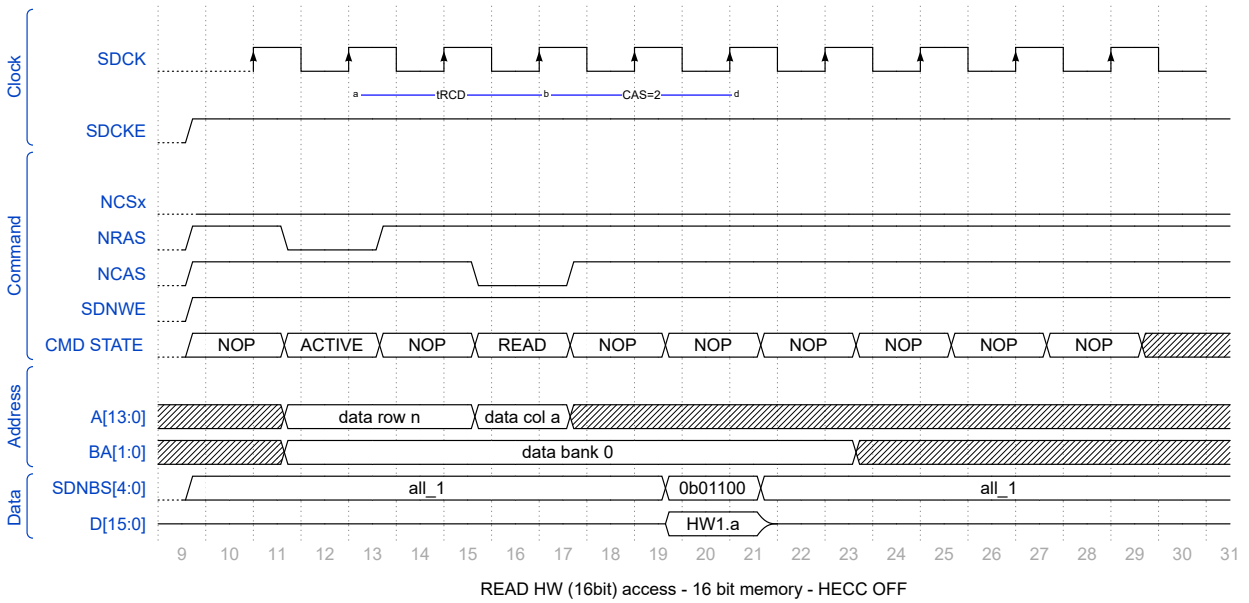 Clock
SDCK
a tRCD b CAS=2 d
SDCKE
Command
NCSx
NRAS
NCAS
SDNWE
CMD STATE NOP ACTIVE NOP READ NOP NOP NOP NOP NOP NOP
Address
A[13:0] data row n data col a
BA[1:0] data bank 0
Data
SDNBS[4:0] all_1 0b01100 all_1
D[15:0] HW1.a
9 10 11 12 13 14 15 16 17 18 19 20 21 22 23 24 25 26 27 28 29 30 31
READ HW (16bit) access - 16 bit memory - HECC OFF